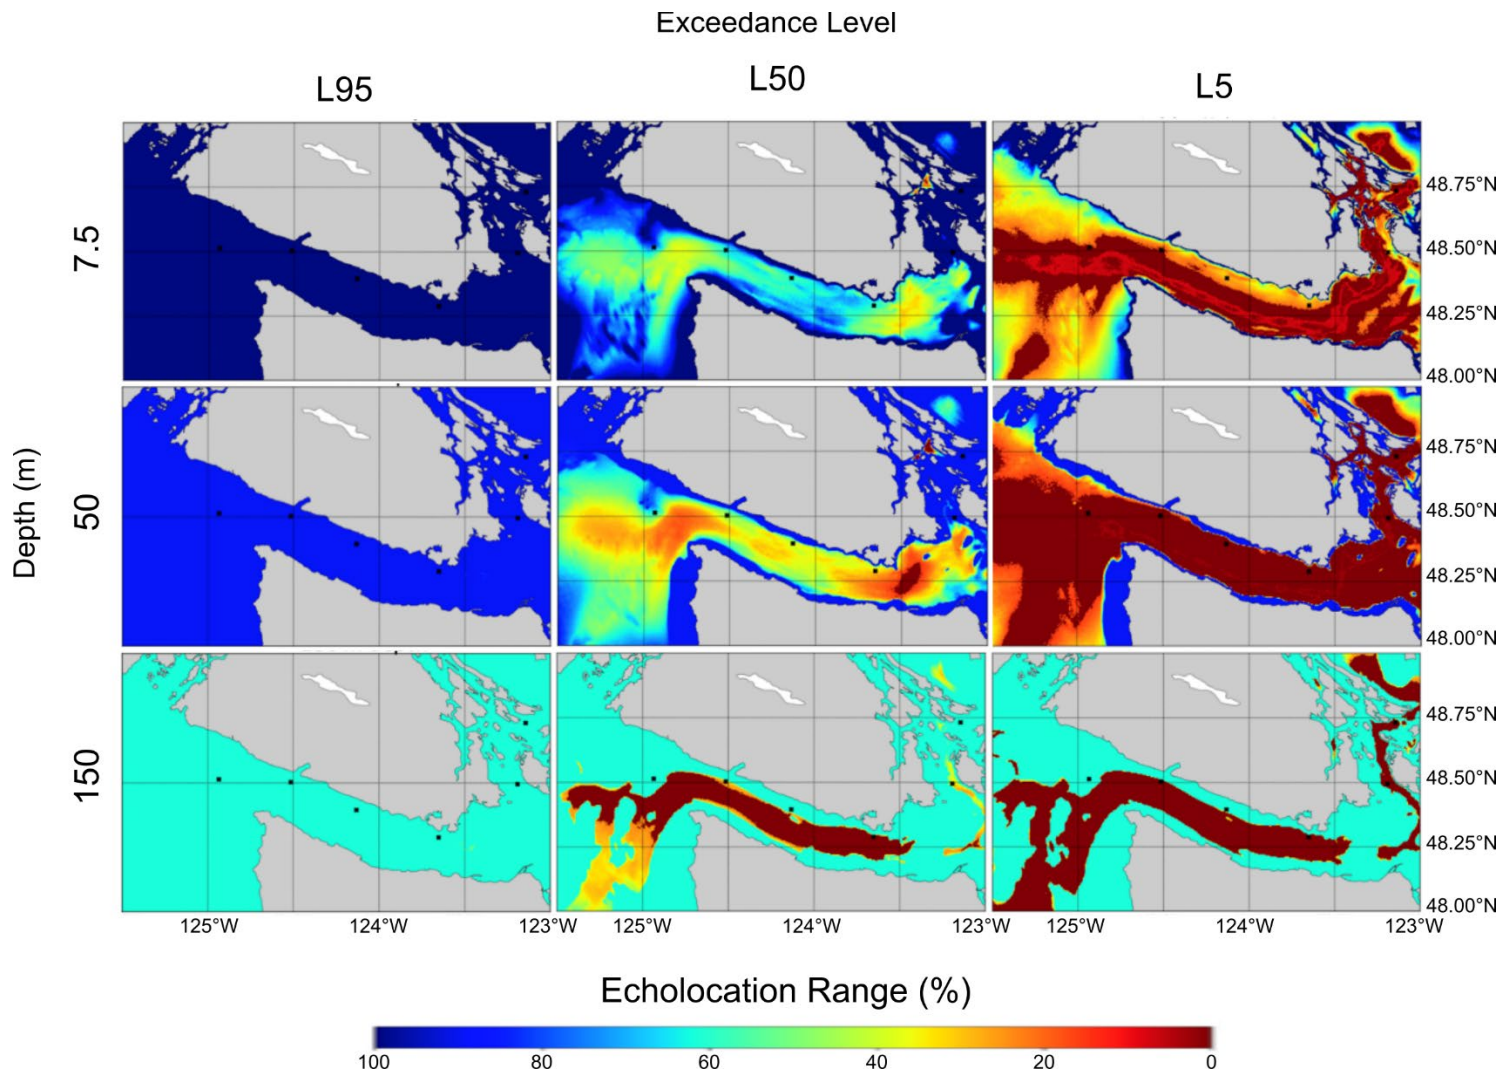 Exceedance Level
L95
L50
L5
7.5
48.75°N
48.50°N
48.25°N
48.00°N
Depth (m)
50
48.75°N
48.50°N
48.25°N
48.00°N
150
48.75°N
48.50°N
48.25°N
48.00°N
125°W 124°W 123°W 125°W 124°W 123°W 125°W 124°W 123°W
Echolocation Range (%)
100 80 60 40 20 0